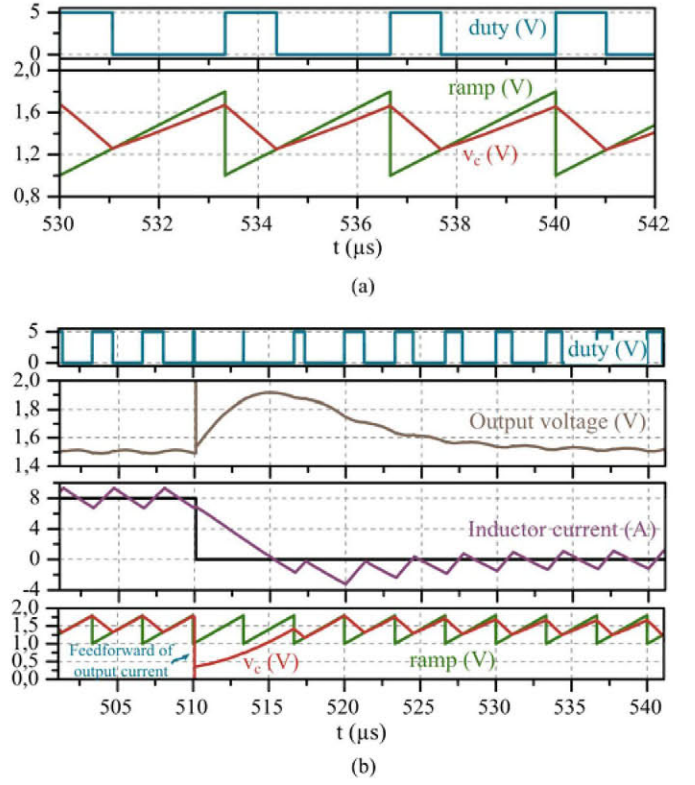 5
0
duty (V)
2,0
1,6
1,2
0,8
ramp (V)
v_c (V)
530 532 534 536 538 540 542
t (µs)
(a)
5
0
duty (V)
2,0
1,8
1,6
1,4
Output voltage (V)
8
4
0
-4
Inductor current (A)
2,0
1,5
1,0
0,5
0,0
Feedforward of
output current
v_c (V)
ramp (V)
505 510 515 520 525 530 535 540
t (µs)
(b)